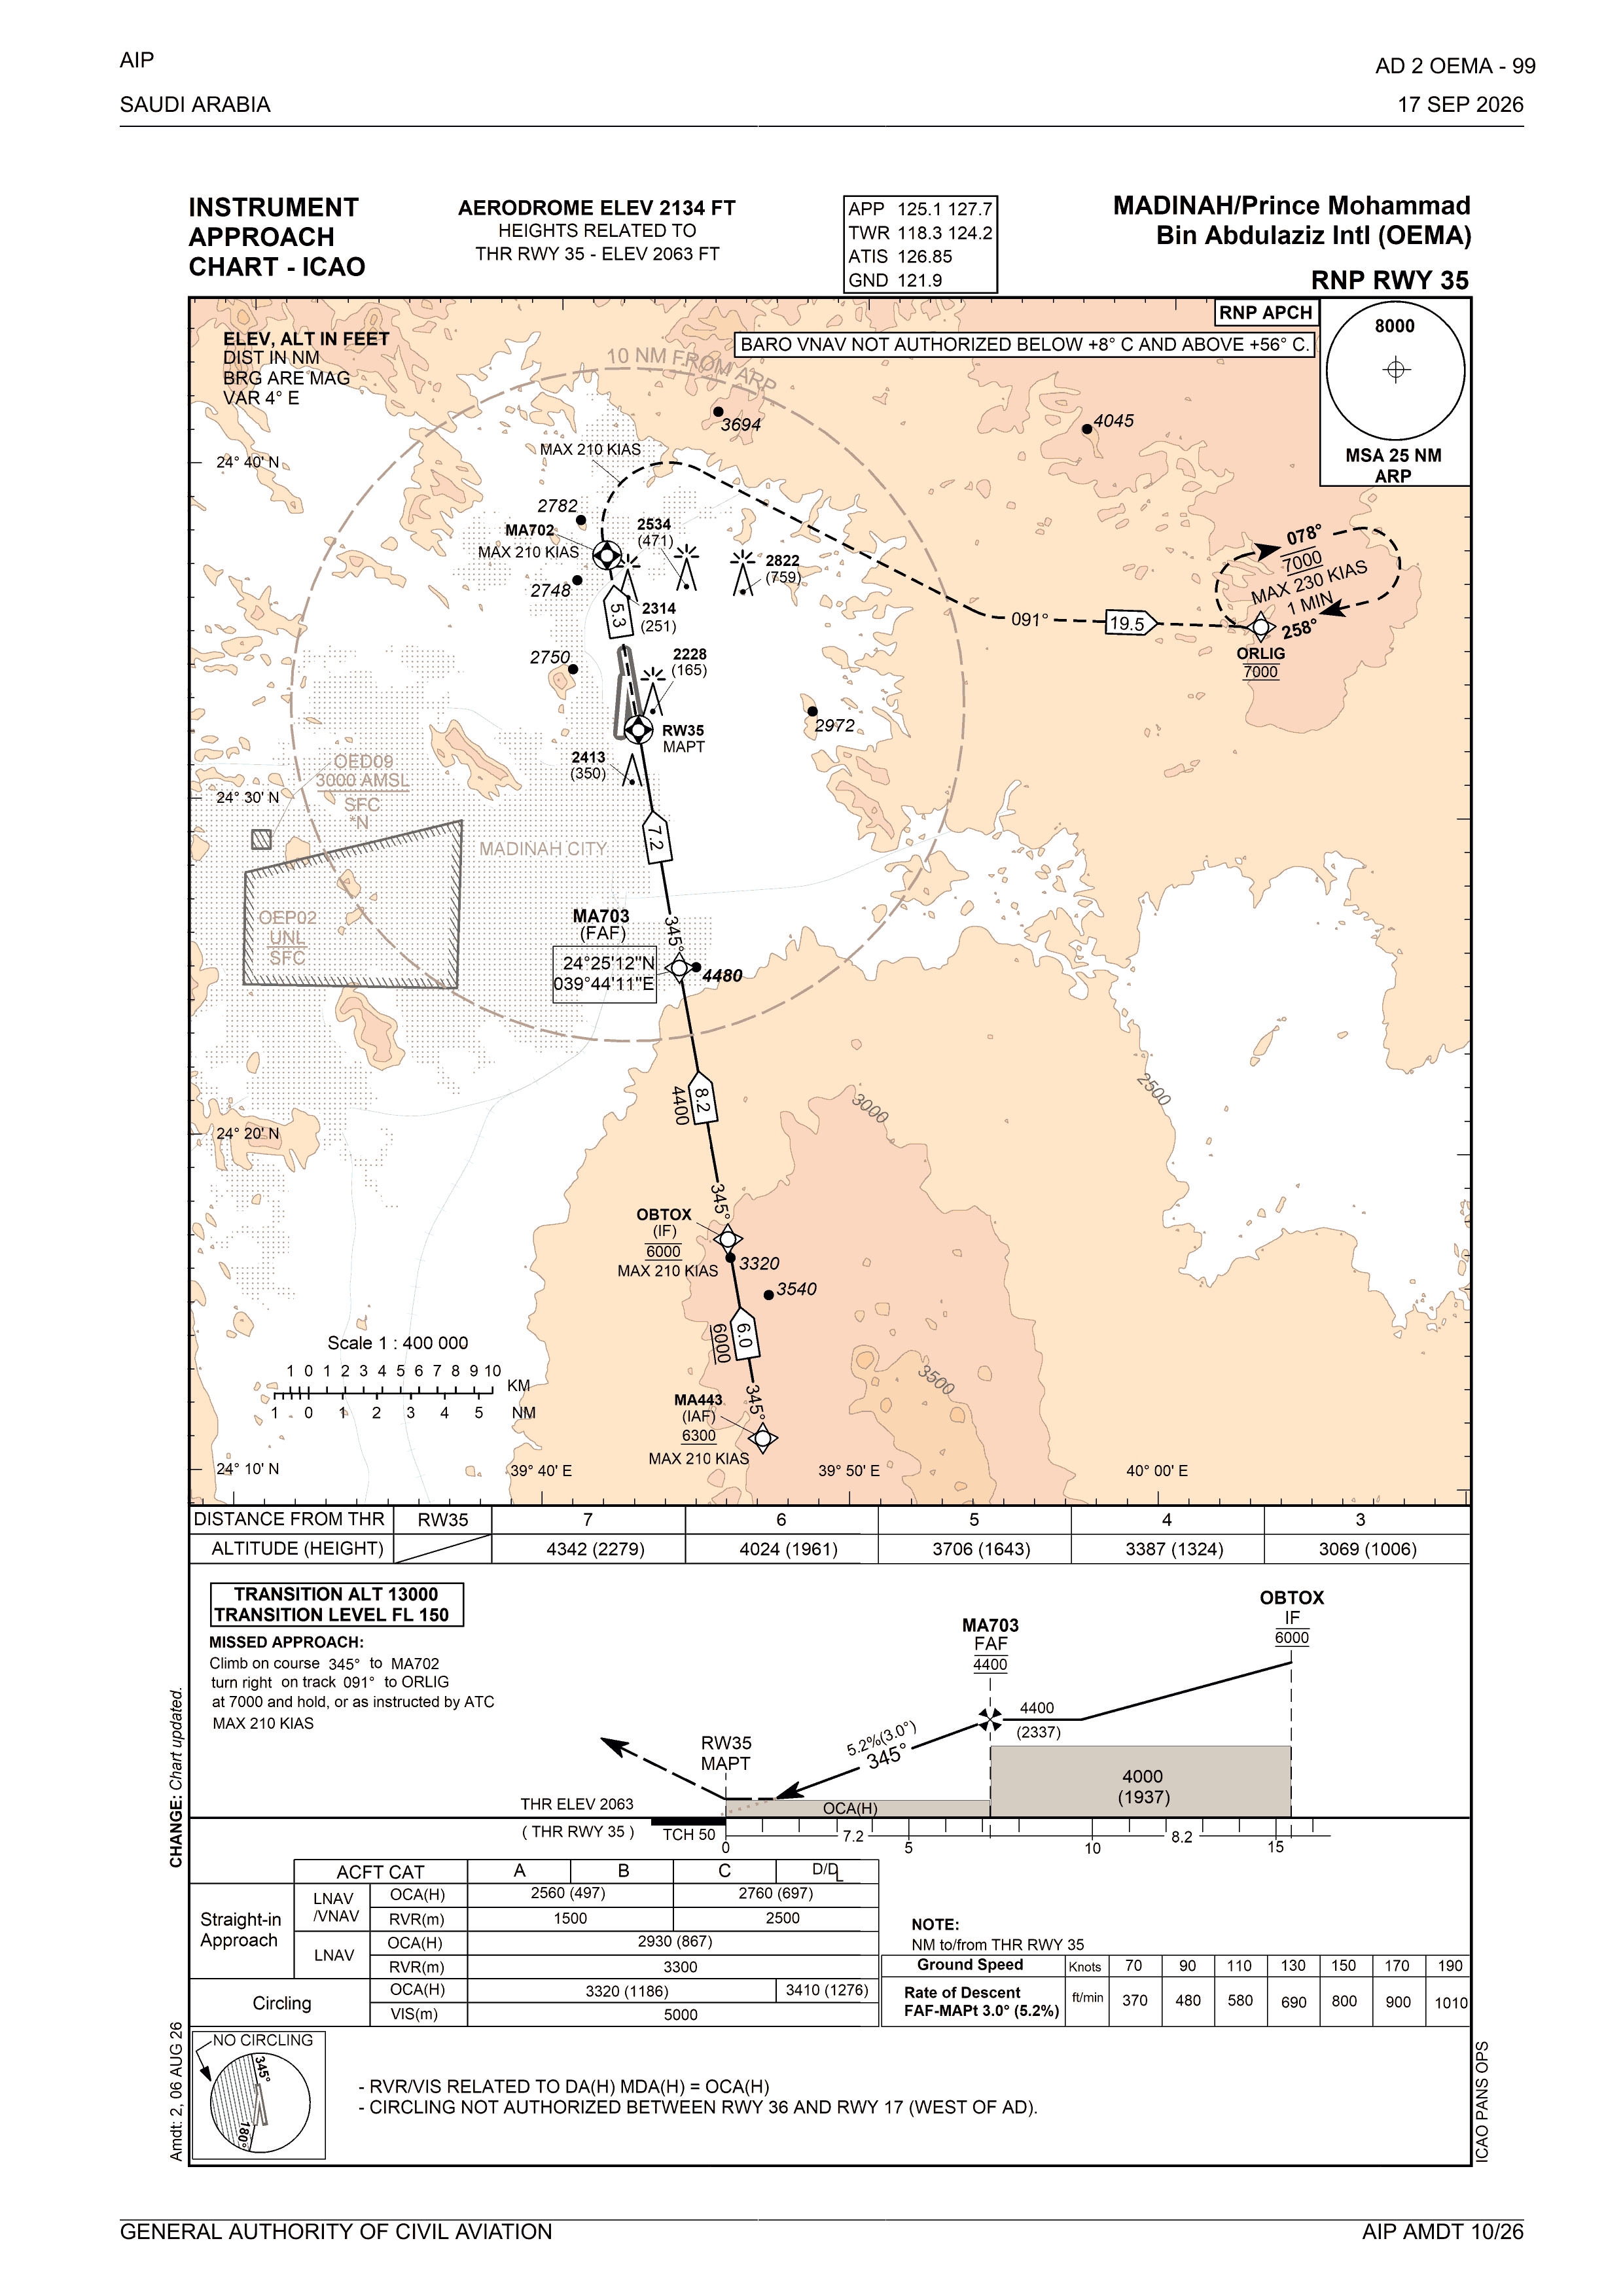 AIP
AD 2 OEMA - 99
SAUDI ARABIA
17 SEP 2026
INSTRUMENT
APPROACH
CHART - ICAO
AERODROME ELEV 2134 FT
HEIGHTS RELATED TO
THR RWY 35 - ELEV 2063 FT
APP 125.1 127.7
TWR 118.3 124.2
ATIS 126.85
GND 121.9
MADINAH/Prince Mohammad
Bin Abdulaziz Intl (OEMA)
RNP RWY 35
RNP APCH
BARO VNAV NOT AUTHORIZED BELOW +8° C AND ABOVE +56° C.
8000
MSA 25 NM
ARP
ELEV, ALT IN FEET
DIST IN NM
BRG ARE MAG
VAR 4° E
10 NM FROM ARP
3694
4045
MAX 210 KIAS
24° 40' N
2782
MA702
MAX 210 KIAS
2534
(471)
2822
(759)
2748
2314
(251)
5.3
078°
7000
MAX 230 KIAS
1 MIN
258°
091°
19.5
ORLIG
7000
2750
2228
(165)
2972
RW35
MAPT
2413
(350)
OED09
3000 AMSL
SFC
*N
24° 30' N
MADINAH CITY
7.2
OEP02
UNL
SFC
MA703
(FAF)
345°
24°25'12"N
039°44'11"E
4480
2500
3000
8.2
4400
24° 20' N
345°
OBTOX
(IF)
6000
MAX 210 KIAS
3320
3540
6.0
6000
Scale 1 : 400 000
1 0 1 2 3 4 5 6 7 8 9 10
KM
1 0 1 2 3 4 5 NM
3500
345°
MA443
(IAF)
6300
MAX 210 KIAS
24° 10' N
39° 40' E
39° 50' E
40° 00' E
DISTANCE FROM THR RW35 7 6 5 4 3
ALTITUDE (HEIGHT) 4342 (2279) 4024 (1961) 3706 (1643) 3387 (1324) 3069 (1006)
TRANSITION ALT 13000
TRANSITION LEVEL FL 150
MISSED APPROACH:
Climb on course 345° to MA702
turn right on track 091° to ORLIG
at 7000 and hold, or as instructed by ATC
MAX 210 KIAS
OBTOX
IF
6000
MA703
FAF
4400
4400
(2337)
5.2%(3.0°)
345°
RW35
MAPT
4000
(1937)
OCA(H)
THR ELEV 2063
( THR RWY 35 )
TCH 50
7.2
8.2
0 5 10 15
ACFT CAT A B C D/DL
Straight-in
Approach
LNAV
/VNAV
OCA(H) 2560 (497) 2760 (697)
RVR(m) 1500 2500
LNAV
OCA(H) 2930 (867)
RVR(m) 3300
Circling
OCA(H) 3320 (1186) 3410 (1276)
VIS(m) 5000
NOTE:
NM to/from THR RWY 35
Ground Speed Knots 70 90 110 130 150 170 190
Rate of Descent
FAF-MAPt 3.0° (5.2%)
ft/min 370 480 580 690 800 900 1010
NO CIRCLING
345°
180°
- RVR/VIS RELATED TO DA(H) MDA(H) = OCA(H)
- CIRCLING NOT AUTHORIZED BETWEEN RWY 36 AND RWY 17 (WEST OF AD).
CHANGE: Chart updated.
Amdt: 2, 06 AUG 26
ICAO PANS OPS
GENERAL AUTHORITY OF CIVIL AVIATION
AIP AMDT 10/26